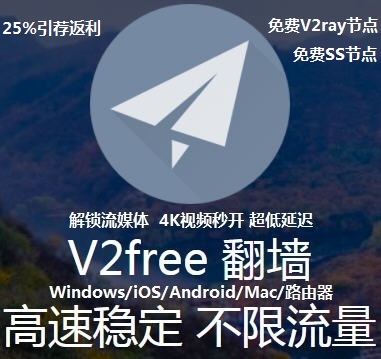 25%引荐返利
免费V2ray节点
免费SS节点
解锁流媒体 4K视频秒开 超低延迟
V2free 翻墙
Windows/iOS/Android/Mac/路由器
高速稳定 不限流量